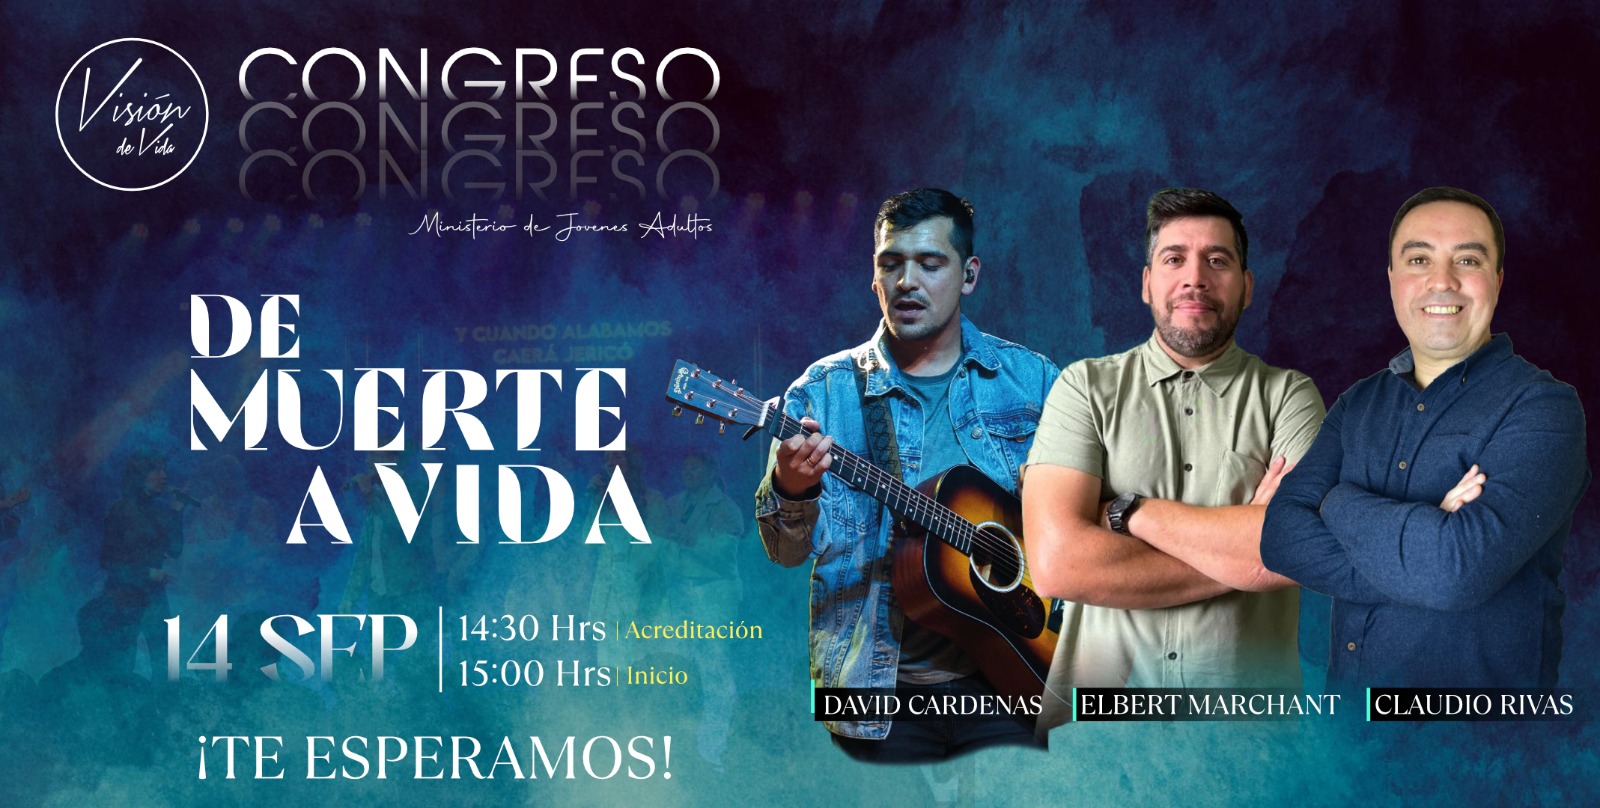 Visión
de Vida
CONGRESO
CONGRESO
CONGRESO
Ministerio de Jovenes Adultos
Y CUANDO ALABAMOS
CAERÁ JERICÓ
DE
MUERTE
A VIDA
14 SEP
14:30 Hrs | Acreditación
15:00 Hrs | Inicio
¡TE ESPERAMOS!
DAVID CARDENAS
ELBERT MARCHANT
CLAUDIO RIVAS